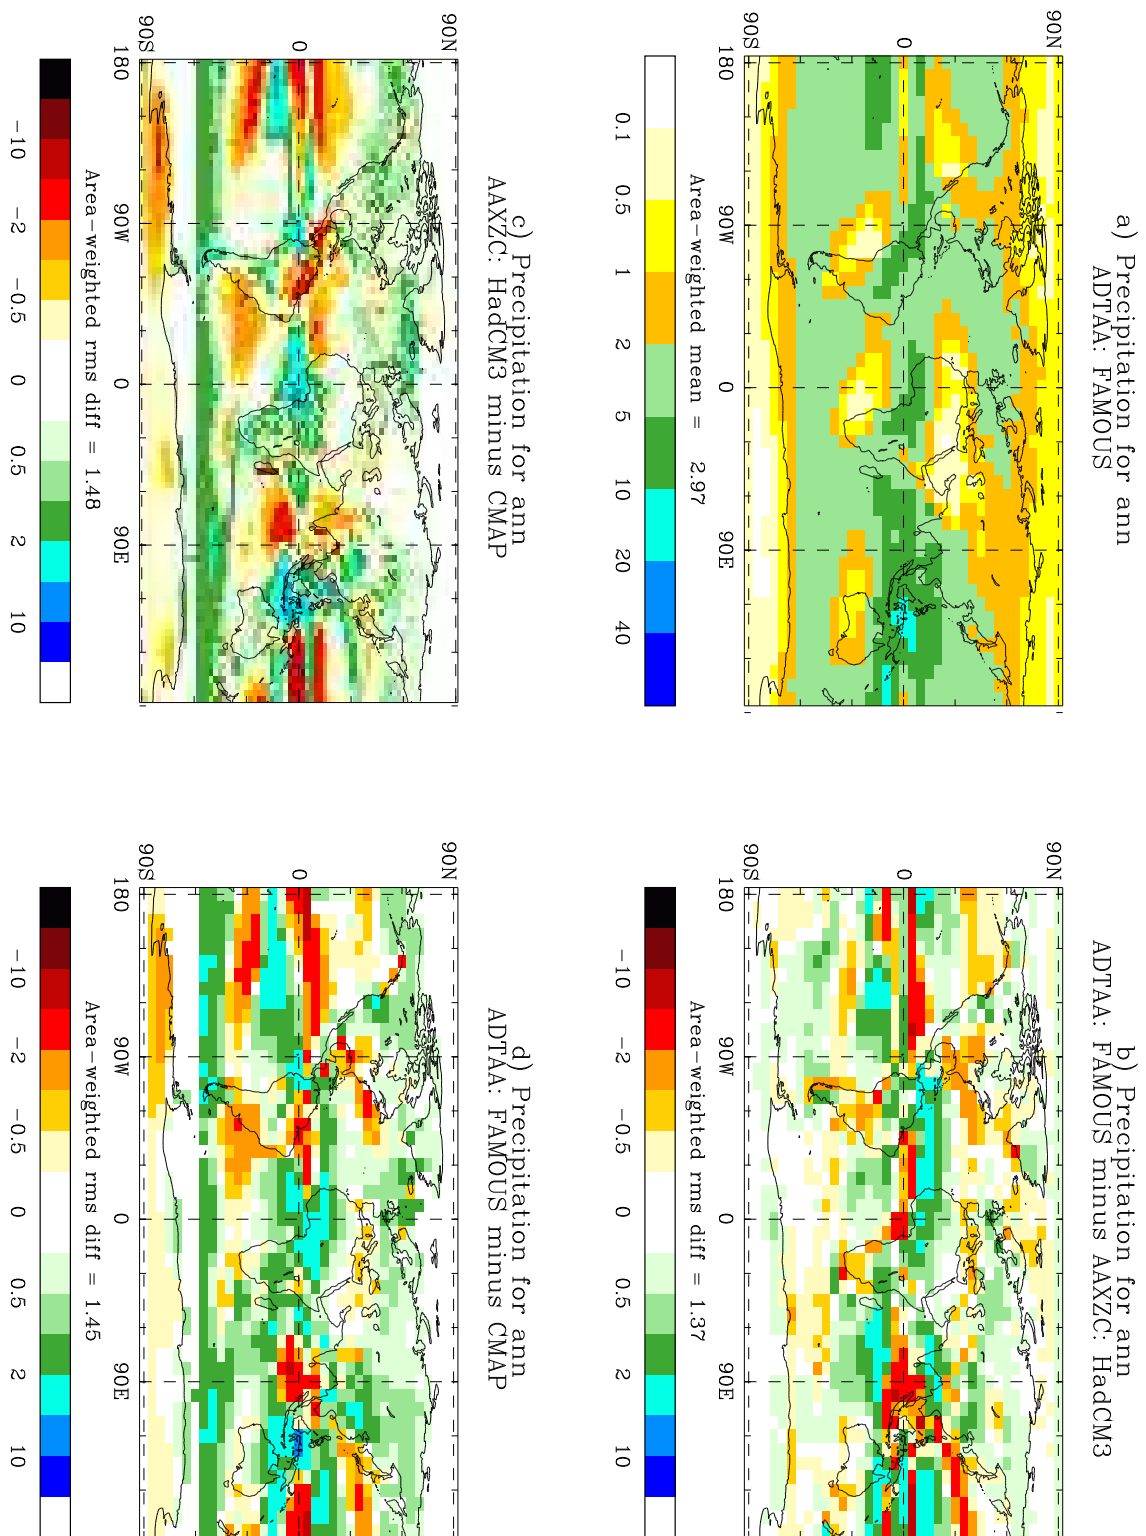 a) Precipitation for ann
ADTAA: FAMOUS
90N
0
90S
180
90W
0
90E
Area-weighted mean = 2.97
0.1
0.5
1
2
5
10
20
40
b) Precipitation for ann
ADTAA: FAMOUS minus AAXZC: HadCM3
90N
0
90S
180
90W
0
90E
Area-weighted rms diff = 1.37
-10
-2
-0.5
0
0.5
2
10
c) Precipitation for ann
AAXZC: HadCM3 minus CMAP
90N
0
90S
180
90W
0
90E
Area-weighted rms diff = 1.48
-10
-2
-0.5
0
0.5
2
10
d) Precipitation for ann
ADTAA: FAMOUS minus CMAP
90N
0
90S
180
90W
0
90E
Area-weighted rms diff = 1.45
-10
-2
-0.5
0
0.5
2
10